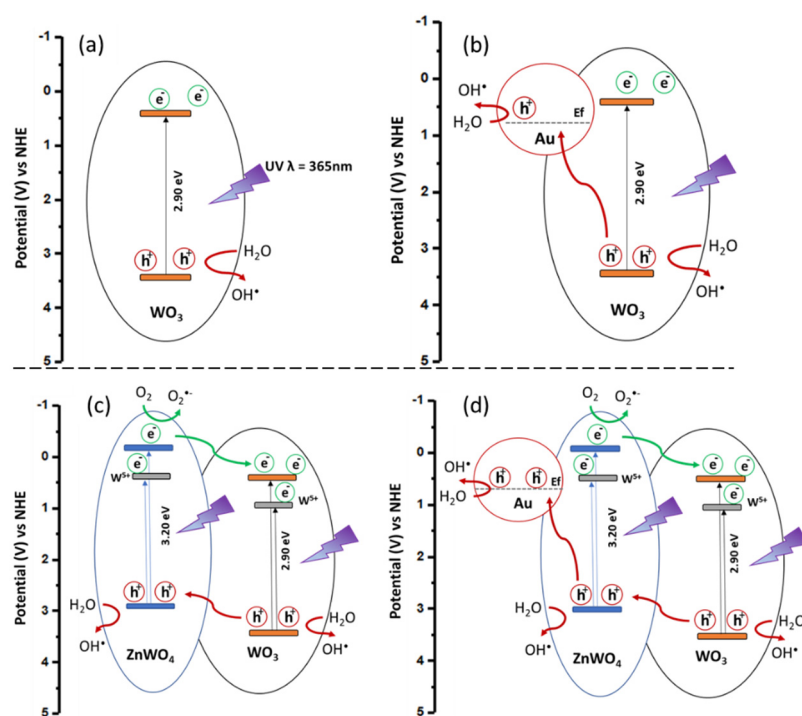 (a)
Potential (V) vs NHE
-1
0
1
2
3
4
5
e⁻ e⁻
2.90 eV
UV λ = 365nm
h⁺ h⁺
H₂O
OH•
WO₃
(b)
Potential (V) vs NHE
-1
0
1
2
3
4
5
OH•
h⁺
H₂O
Ef
Au
e⁻ e⁻
2.90 eV
h⁺ h⁺
H₂O
OH•
WO₃
(c)
Potential (V) vs NHE
-1
0
1
2
3
4
5
O₂ O₂•⁻
e⁻
e⁻
W⁵⁺
3.20 eV
h⁺ h⁺
H₂O
OH•
ZnWO₄
e⁻ e⁻
e⁻
W⁵⁺
2.90 eV
h⁺ h⁺
H₂O
OH•
WO₃
(d)
Potential (V) vs NHE
-1
0
1
2
3
4
5
O₂ O₂•⁻
OH•
h⁺ h⁺
H₂O
Ef
Au
e⁻
e⁻
W⁵⁺
3.20 eV
h⁺ h⁺
H₂O
OH•
ZnWO₄
e⁻ e⁻
e⁻
W⁵⁺
2.90 eV
h⁺ h⁺
H₂O
OH•
WO₃